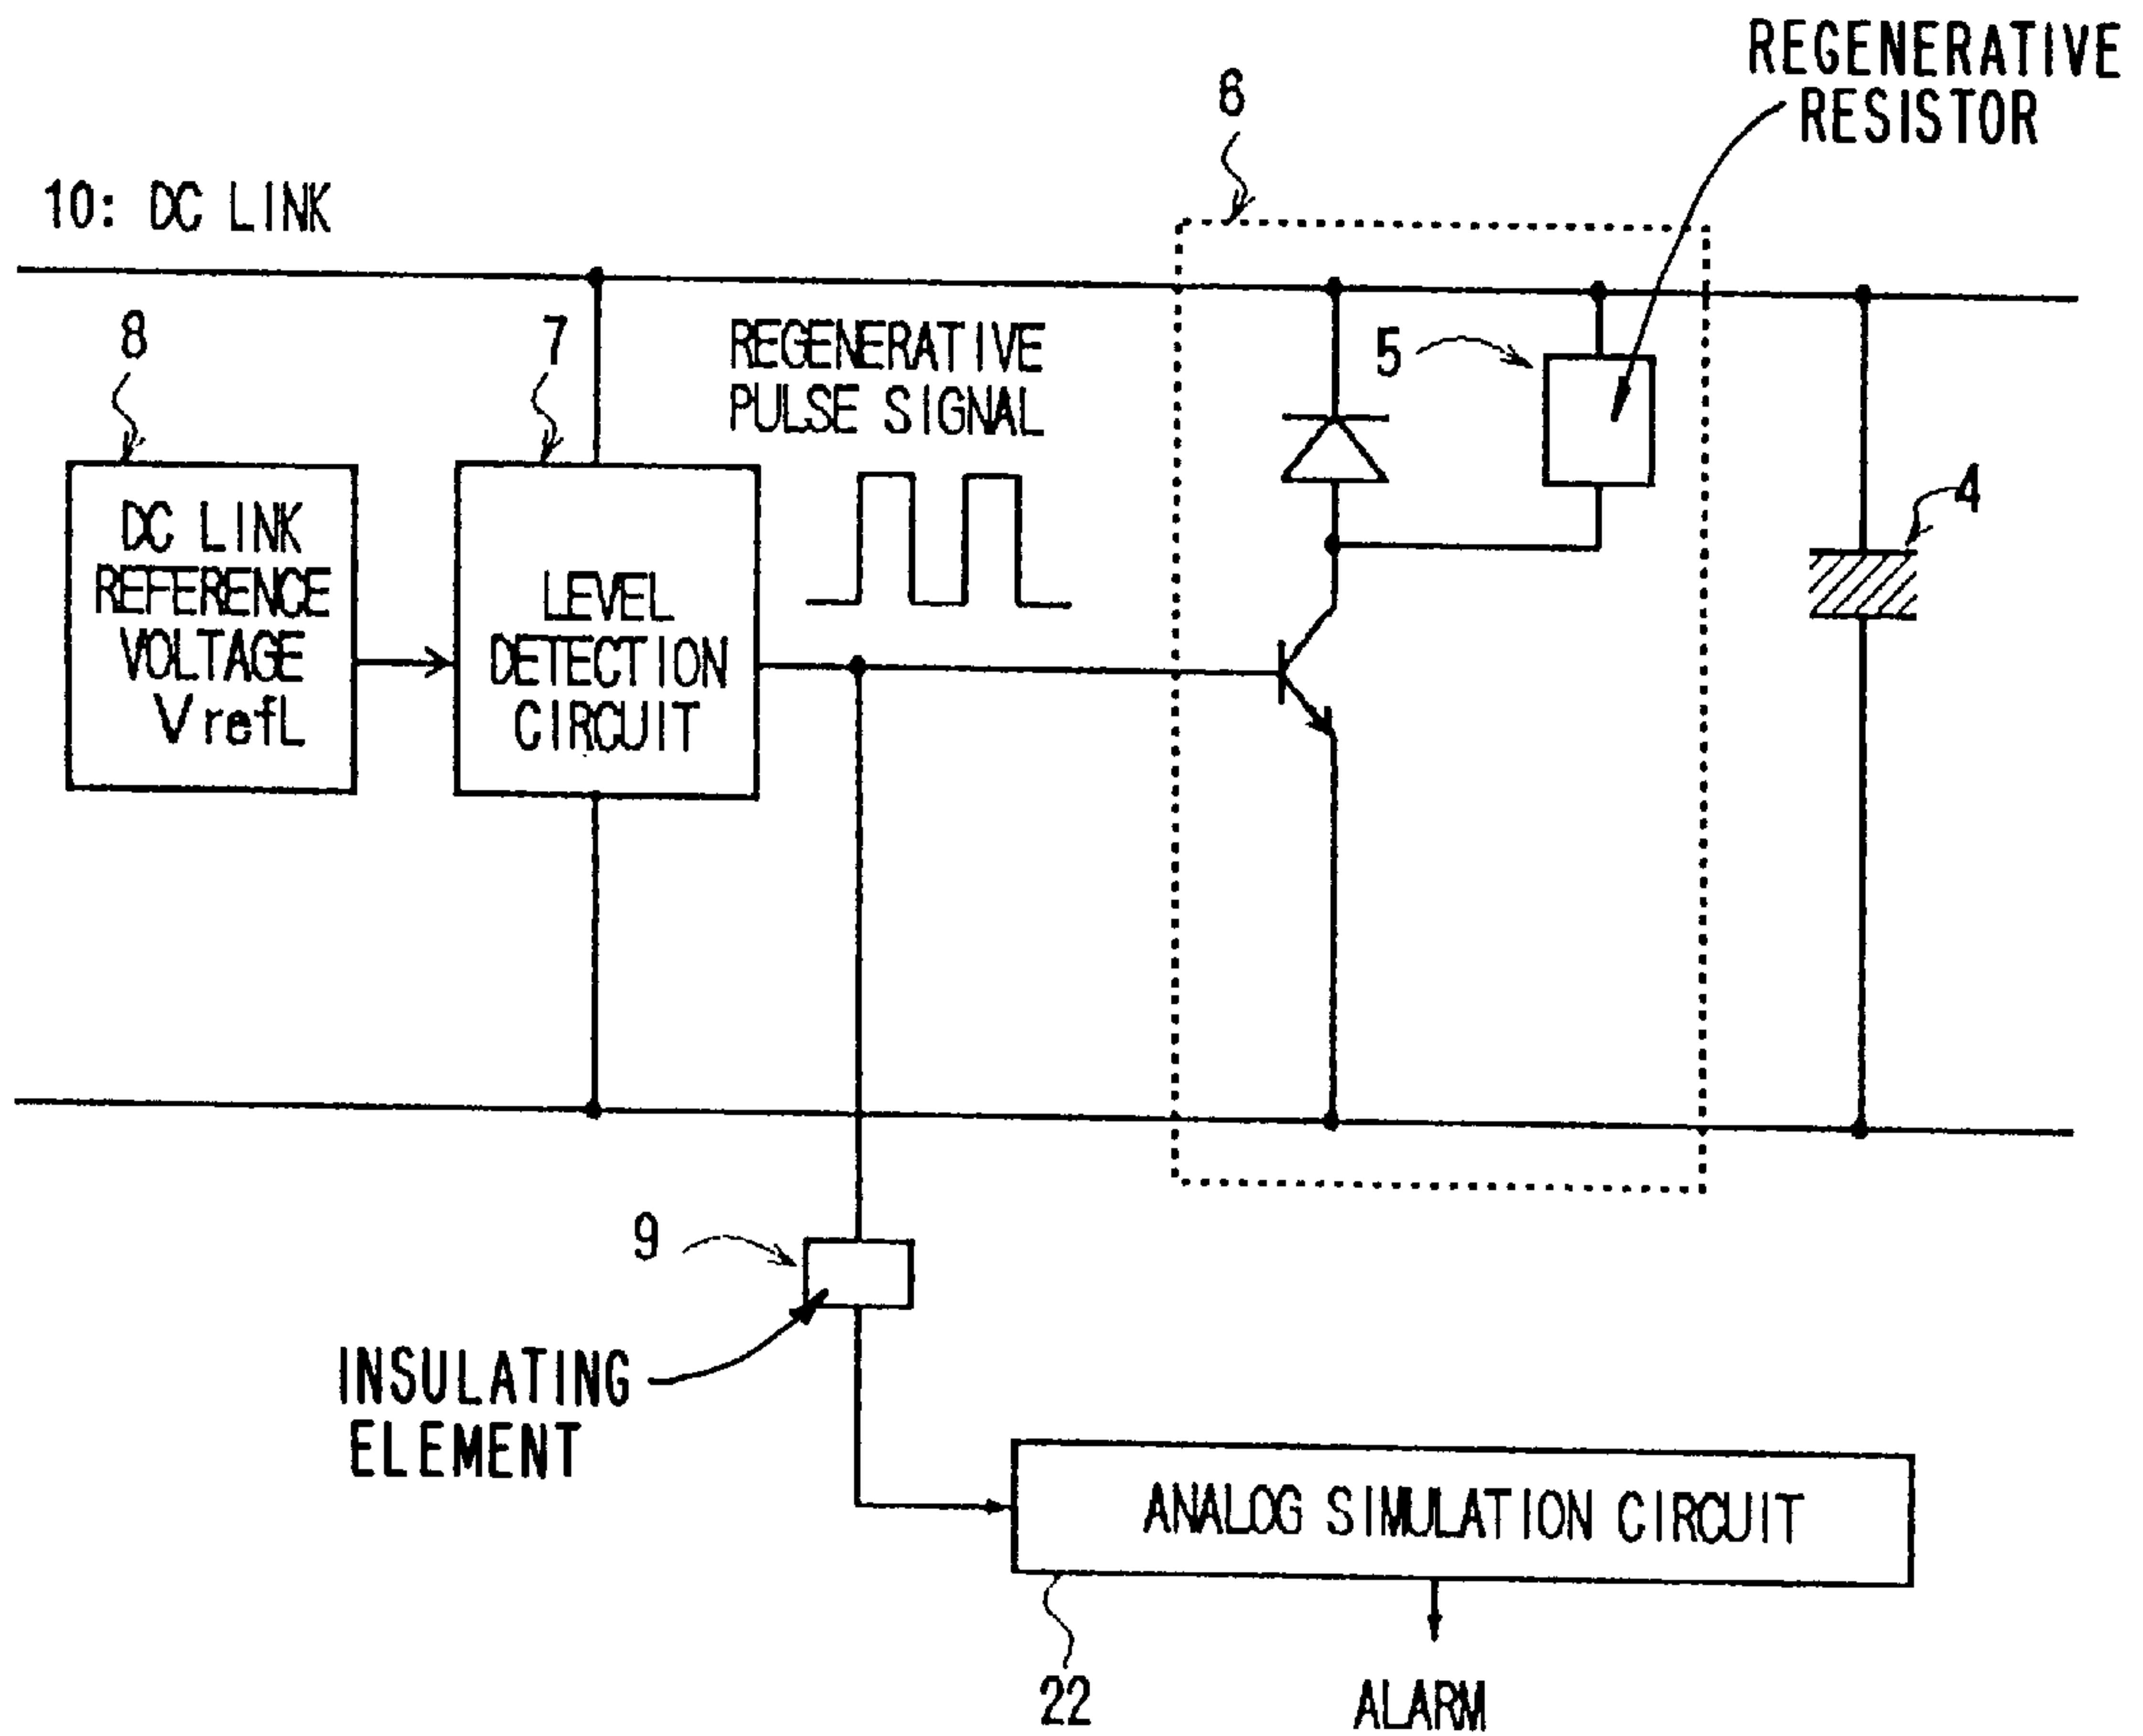 REGENERATIVE
RESISTOR
6
10: DC LINK
8
7
REGENERATIVE
PULSE SIGNAL
5
4
DC LINK
REFERENCE
VOLTAGE
VrefL
LEVEL
DETECTION
CIRCUIT
9
INSULATING
ELEMENT
ANALOG SIMULATION CIRCUIT
22
ALARM